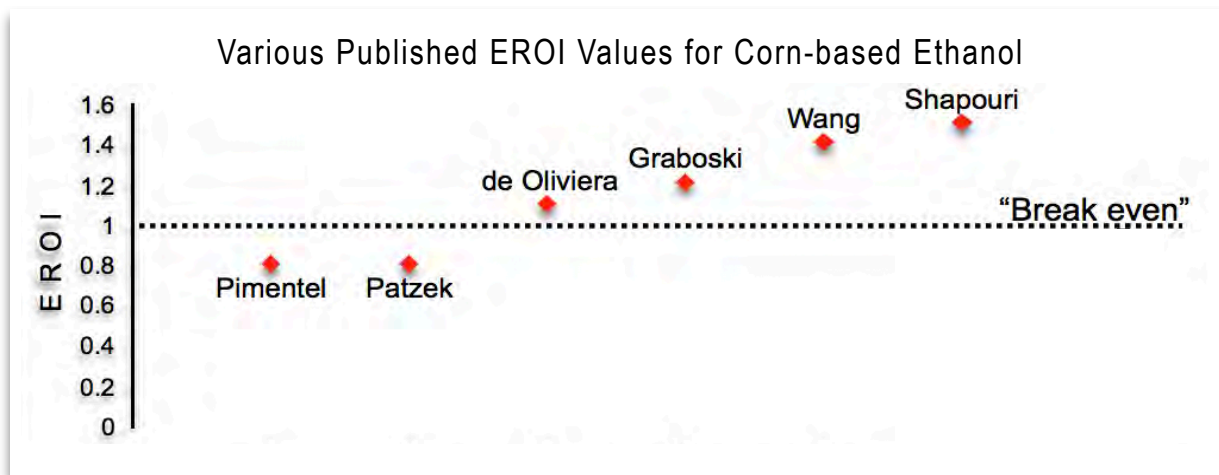 Various Published EROI Values for Corn-based Ethanol
1.6
Shapouri
Wang
1.4
Graboski
de Oliviera
1.2
“Break even”
1
0.8
Pimentel
Patzek
0.6
0.4
0.2
0
EROI